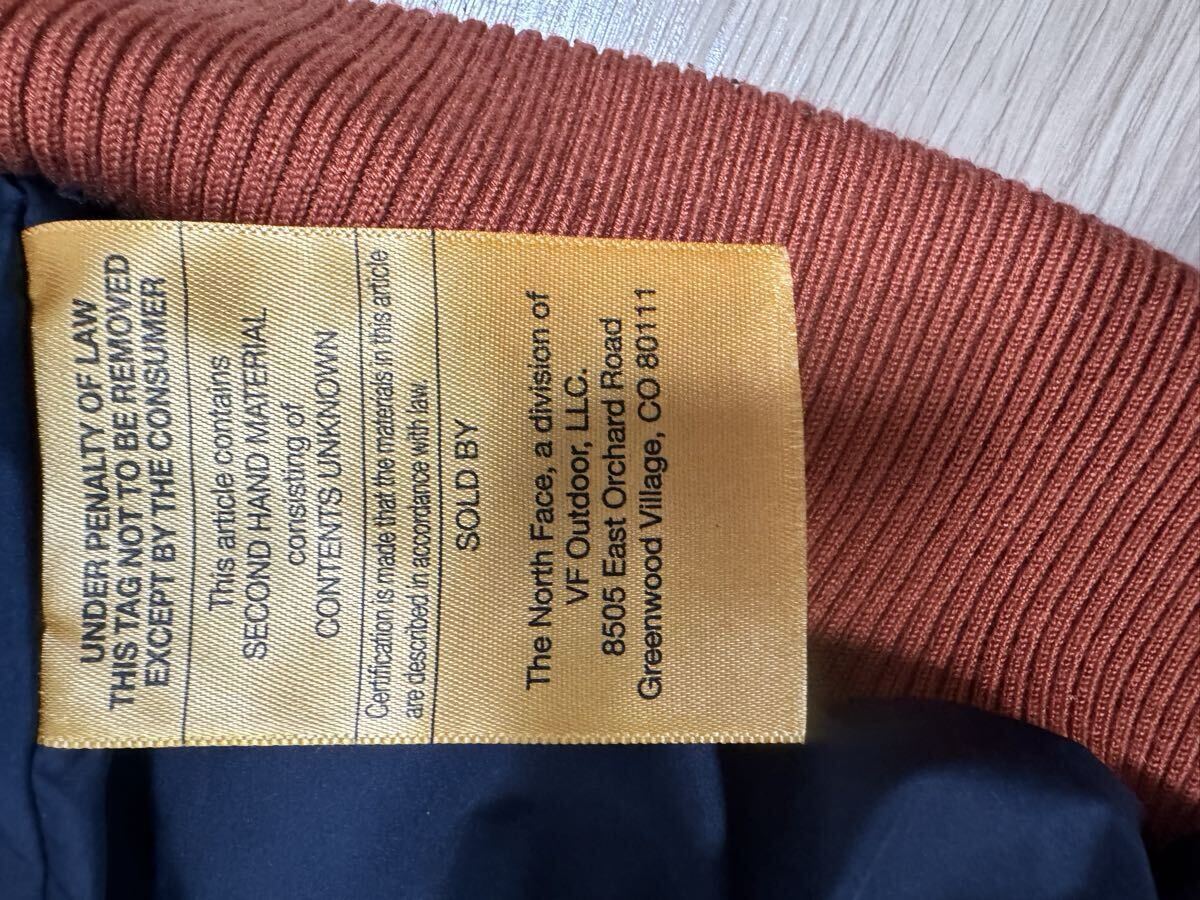 UNDER PENALTY OF LAW
THIS TAG NOT TO BE REMOVED
EXCEPT BY THE CONSUMER
This article contains
SECOND HAND MATERIAL
consisting of
CONTENTS UNKNOWN
Certification is made that the materials in this article
are described in accordance with law.
SOLD BY
The North Face, a division of
VF Outdoor, LLC.
8505 East Orchard Road
Greenwood Village, CO 80111